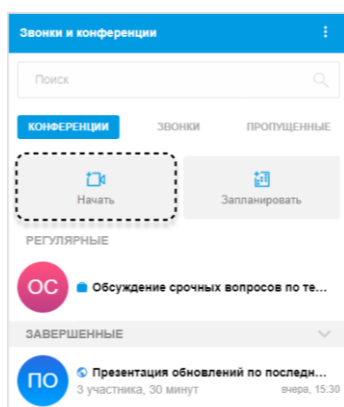 Звонки и конференции
Поиск
КОНФЕРЕНЦИИ ЗВОНКИ ПРОПУЩЕННЫЕ
Начать Запланировать
РЕГУЛЯРНЫЕ
ОС Обсуждение срочных вопросов по те...
ЗАВЕРШЕННЫЕ
ПО Презентация обновлений по последн...
3 участника, 30 минут вчера, 15:30